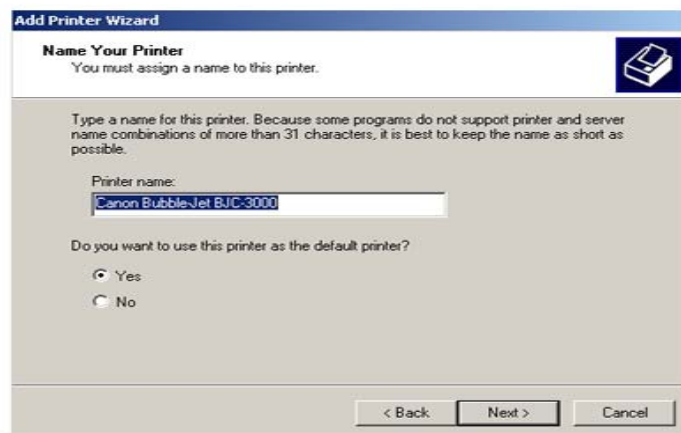 Add Printer Wizard
Name Your Printer
You must assign a name to this printer.
Type a name for this printer. Because some programs do not support printer and server
name combinations of more than 31 characters, it is best to keep the name as short as
possible.
Printer name:
Canon Bubble-Jet BJC-3000
Do you want to use this printer as the default printer?
Yes
No
< Back
Next >
Cancel